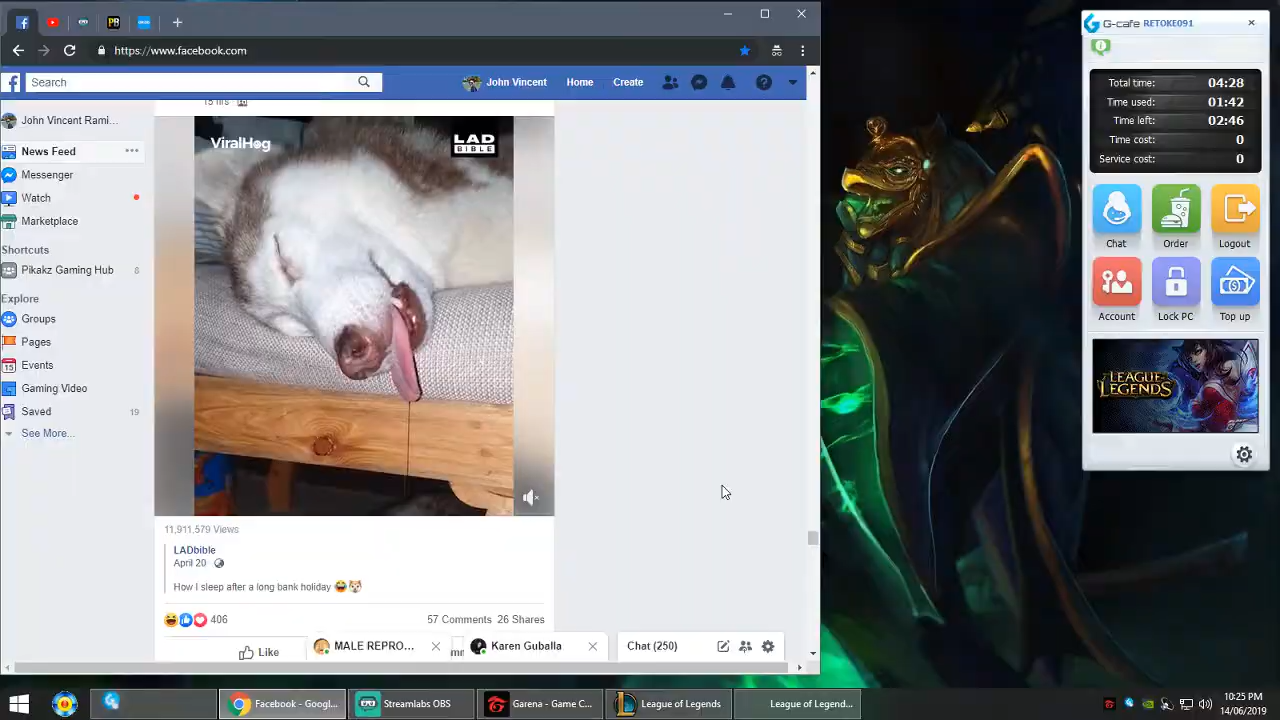 https://www.facebook.com
Search
John Vincent
Home
Create
John Vincent Rami...
15 hrs
News Feed
Messenger
Watch
Marketplace
Shortcuts
Pikakz Gaming Hub 6
Explore
Groups
Pages
Events
Gaming Video
Saved 19
See More...
ViralHog
LAD
BIBLE
11,911,579 Views
LADbible
April 20
How I sleep after a long bank holiday
406
57 Comments 26 Shares
Like
MALE REPRO...
Karen Guballa
Chat (250)
G-cafe RETOKE091
Total time: 04:28
Time used: 01:42
Time left: 02:46
Time cost: 0
Service cost: 0
Chat
Order
Logout
Account
Lock PC
Top up
LEAGUE
OF
LEGENDS
Facebook - Googl...
Streamlabs OBS
Garena - Game C...
League of Legends
League of Legend...
10:25 PM
14/06/2019